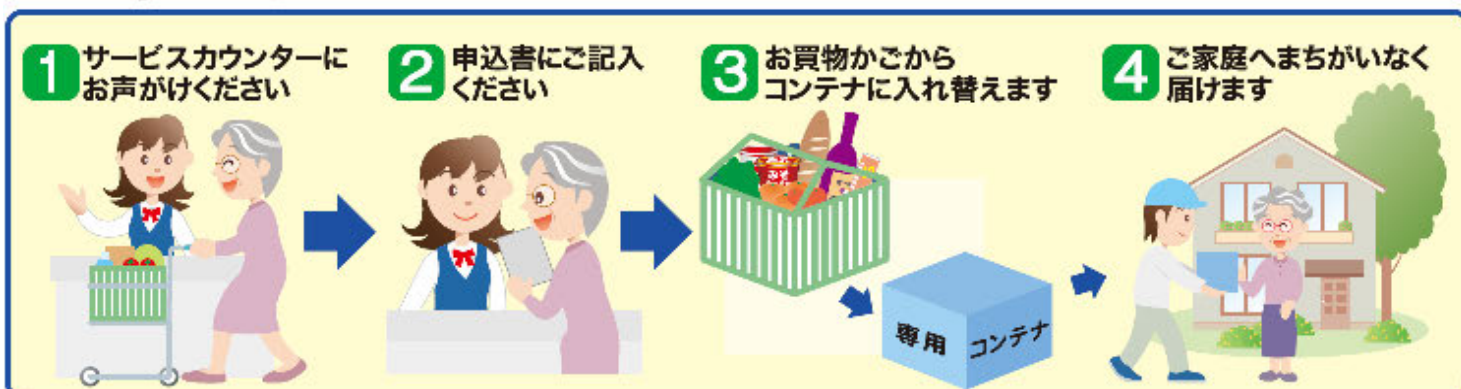 1 サービスカウンターに
お声がけください
2 申込書にご記入
ください
3 お買物かごから
コンテナに入れ替えます
4 ご家庭へまちがいなく
届けます
みそ
専用 コンテナ